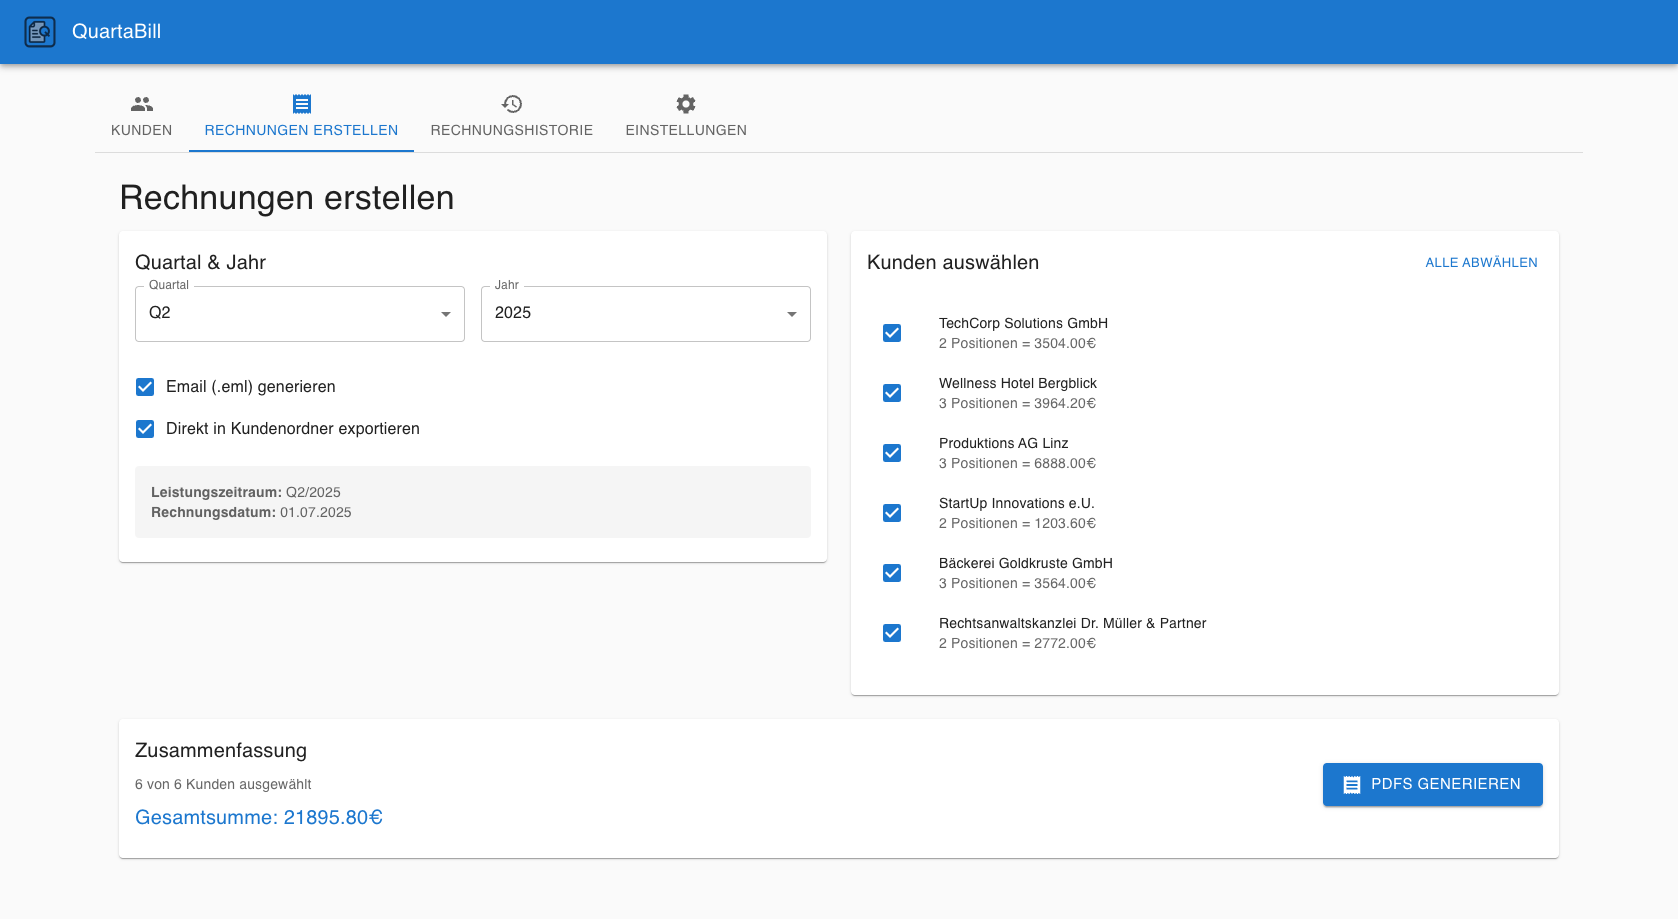 QuartaBill
KUNDEN
RECHNUNGEN ERSTELLEN
RECHNUNGSHISTORIE
EINSTELLUNGEN
Rechnungen erstellen
Quartal & Jahr
Quartal
Q2
Jahr
2025
Email (.eml) generieren
Direkt in Kundenordner exportieren
Leistungszeitraum: Q2/2025
Rechnungsdatum: 01.07.2025
Kunden auswählen
ALLE ABWÄHLEN
TechCorp Solutions GmbH
2 Positionen = 3504.00€
Wellness Hotel Bergblick
3 Positionen = 3964.20€
Produktions AG Linz
3 Positionen = 6888.00€
StartUp Innovations e.U.
2 Positionen = 1203.60€
Bäckerei Goldkruste GmbH
3 Positionen = 3564.00€
Rechtsanwaltskanzlei Dr. Müller & Partner
2 Positionen = 2772.00€
Zusammenfassung
6 von 6 Kunden ausgewählt
Gesamtsumme: 21895.80€
PDFS GENERIEREN